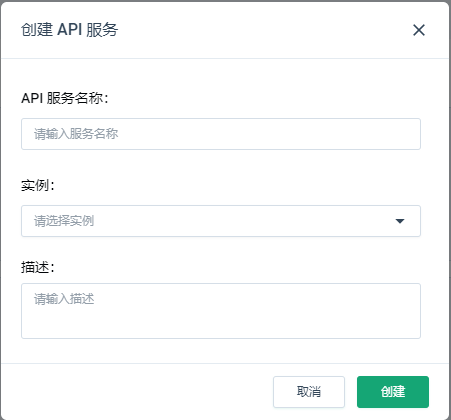 创建 API 服务
API 服务名称：
请输入服务名称
实例：
请选择实例
描述：
请输入描述
取消
创建